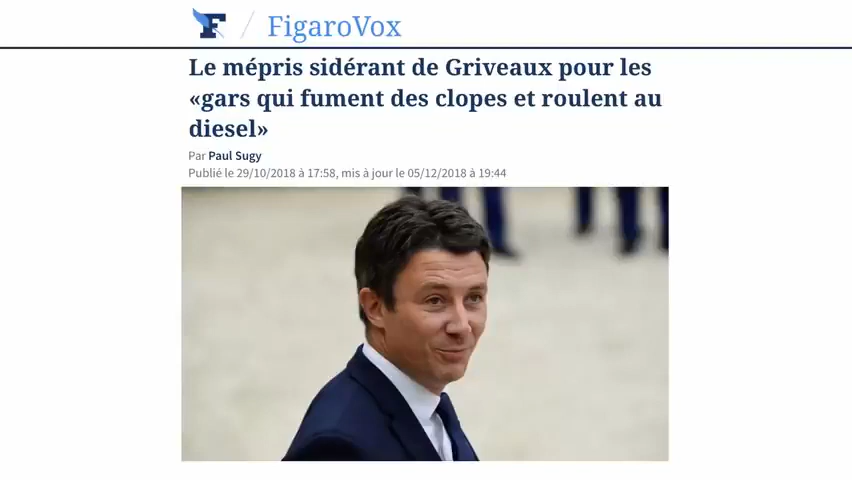 F / FigaroVox
Le mépris sidérant de Griveaux pour les
«gars qui fument des clopes et roulent au
diesel»
Par Paul Sugy
Publié le 29/10/2018 à 17:58, mis à jour le 05/12/2018 à 19:44